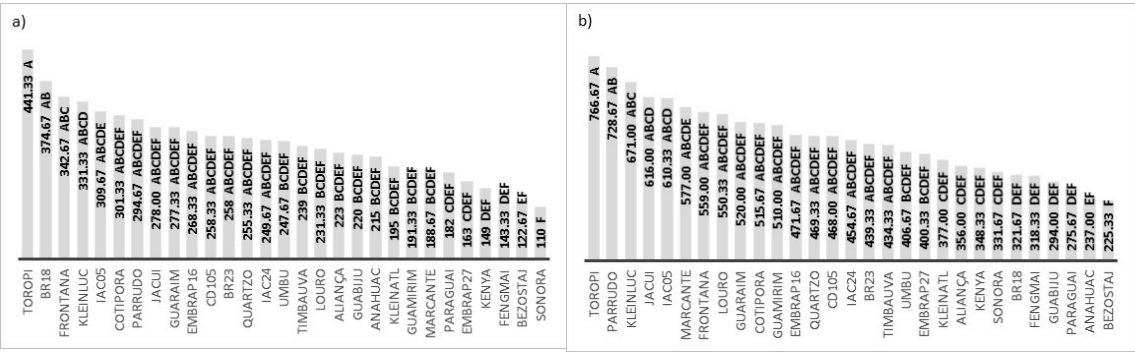 a)
441.33 A
374.67 AB
342.67 ABC
331.33 ABCD
309.67 ABCDE
301.33 ABCDEF
294.67 ABCDEF
278.00 ABCDEF
277.33 ABCDEF
268.33 ABCDEF
258.33 ABCDEF
258 ABCDEF
255.33 ABCDEF
249.67 ABCDEF
247.67 BCDEF
239 BCDEF
231.33 BCDEF
223 BCDEF
220 BCDEF
215 BCDEF
195 BCDEF
191.33 BCDEF
188.67 BCDEF
182 CDEF
163 CDEF
149 DEF
143.33 DEF
122.67 EF
110 F
TOROPI
BR18
FRONTANA
KLEINLUC
IAC05
COTIPORA
PARRUDO
JACUI
GUARAIM
EMBRAP16
CD105
BR23
QUARTZO
IAC24
UMBU
TIMBAUVA
LOURO
ALIANÇA
GUABIJU
ANAHUAC
KLEINATL
GUAMIRIM
MARCANTE
PARAGUAI
EMBRAP27
KENYA
FENGMAI
BEZOSTAJ
SONORA
b)
766.67 A
728.67 AB
671.00 ABC
616.00 ABCD
610.33 ABCD
577.00 ABCDE
559.00 ABCDEF
550.33 ABCDEF
520.00 ABCDEF
515.67 ABCDEF
510.00 ABCDEF
471.67 ABCDEF
469.33 ABCDEF
468.00 ABCDEF
454.67 ABCDEF
439.33 ABCDEF
434.33 ABCDEF
406.67 BCDEF
400.33 BCDEF
377.00 CDEF
356.00 CDEF
348.33 CDEF
331.67 CDEF
321.67 DEF
318.33 DEF
294.00 DEF
275.67 DEF
237.00 EF
225.33 F
TOROPI
PARRUDO
KLEINLUC
JACUI
IAC05
MARCANTE
FRONTANA
LOURO
GUARAIM
COTIPORA
GUAMIRIM
EMBRAP16
QUARTZO
CD105
IAC24
BR23
TIMBAUVA
UMBU
EMBRAP27
KLEINATL
ALIANÇA
KENYA
SONORA
BR18
FENGMAI
GUABIJU
PARAGUAI
ANAHUAC
BEZOSTAJ